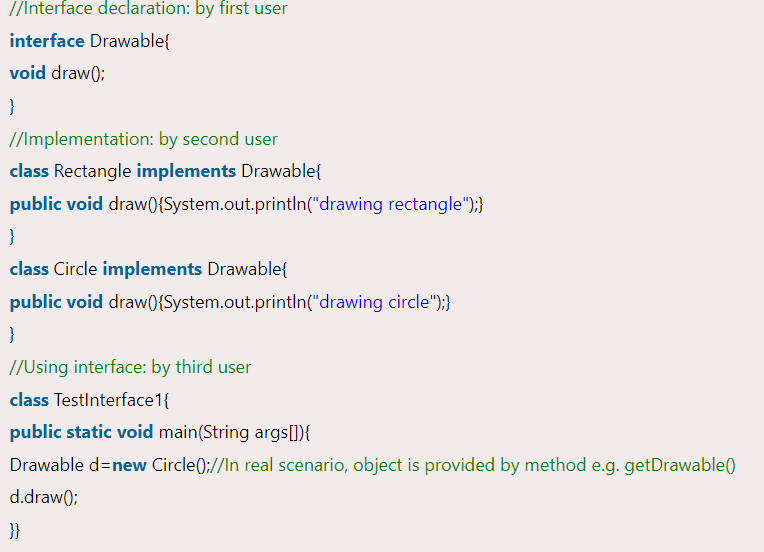 //Interface declaration: by first user
interface Drawable{
void draw();
}
//Implementation: by second user
class Rectangle implements Drawable{
public void draw(){System.out.println("drawing rectangle");}
}
class Circle implements Drawable{
public void draw(){System.out.println("drawing circle");}
}
//Using interface: by third user
class TestInterface1{
public static void main(String args[]){
Drawable d=new Circle();//In real scenario, object is provided by method e.g. getDrawable()
d.draw();
}}